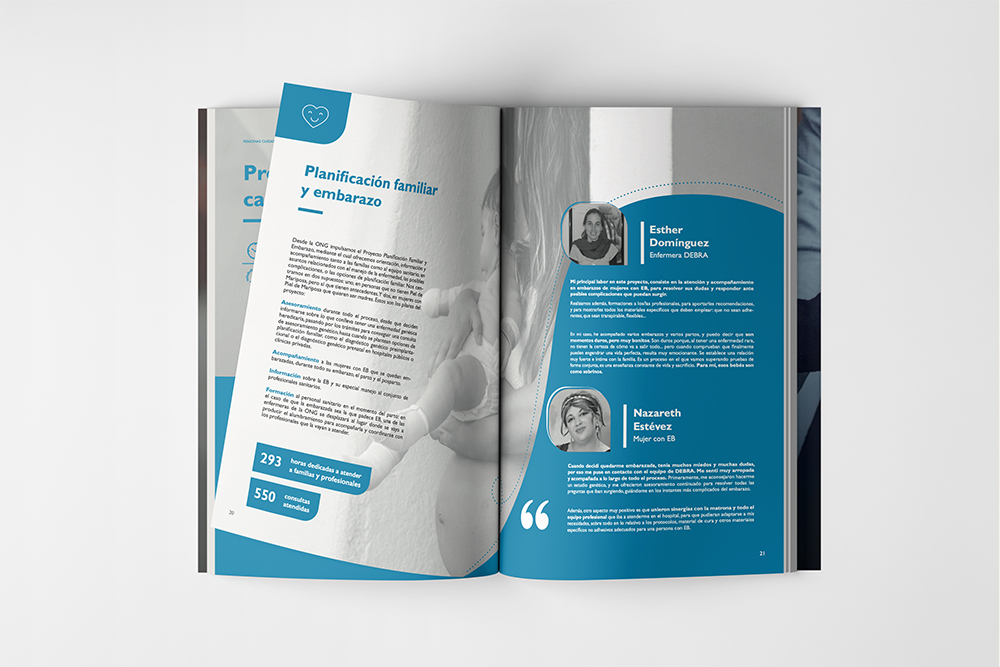 PERSONAS CUIDA
Pr
ca
Planificación familiar
y embarazo
Desde la ONG impulsamos el Proyecto Planificación Familiar y
Embarazo, mediante el cual ofrecemos orientación, información y
acompañamiento tanto a las familias como al equipo sanitario, en
asuntos relacionados con el manejo de la enfermedad, las posibles
complicaciones, o las opciones de planificación familiar. Nos cen-
tramos en dos supuestos: uno, en personas que no tienen Piel de
Mariposa, pero sí que tienen antecedentes. Y dos, en mujeres con
Piel de Mariposa que quieran ser madres. Estos son los pilares del
proyecto:
Asesoramiento durante todo el proceso, desde que deciden
informarse sobre lo que conlleva tener una enfermedad genética
hereditaria, pasando por los trámites para conseguir una consulta
de asesoramiento genético, hasta cuando se plantean opciones de
planificación familiar, como el diagnóstico genético preimplanta-
cional o el diagnóstico genético prenatal en hospitales públicos o
clínicas privadas.
Acompañamiento a las mujeres con EB que se quedan em-
barazadas, durante todo su embarazo, el parto y el posparto.
Información sobre la EB y su especial manejo al conjunto de
profesionales sanitarios.
Formación al personal sanitario en el momento del parto: en
el caso de que la embarazada sea la que padece EB, una de las
enfermeras de la ONG se desplazará al lugar donde se vaya a
producir el alumbramiento para acompañarla y coordinarse con
los profesionales que la vayan a atender.
293 horas dedicadas a atender
a familias y profesionales
550 consultas
atendidas
20
Esther
Domínguez
Enfermera DEBRA
Mi principal labor en este proyecto, consiste en la atención y acompañamiento
en embarazos de mujeres con EB, para resolver sus dudas y responder ante
posibles complicaciones que puedan surgir.
Realizamos además, formaciones a los/las profesionales, para aportarles recomendaciones,
y para mostrarles todos los materiales específicos que deben emplear: que no sean adhe-
rentes, que sean transpirable, flexibles...
En mi caso, he acompañado varios embarazos y varios partos, y puedo decir que son
momentos duros, pero muy bonitos. Son duros porque, al tener una enfermedad rara,
no tienen la certeza de cómo va a salir todo... pero cuando comprueban que finalmente
pueden engendrar una vida perfecta, resulta muy emocionante. Se establece una relación
muy fuerte e íntima con la familia. Es un proceso en el que vamos superando pruebas de
forma conjunta, es una enseñanza constante de vida y sacrificio. Para mí, esos bebés son
como sobrinos.
Nazareth
Estévez
Mujer con EB
Cuando decidí quedarme embarazada, tenía muchos miedos y muchas dudas,
por eso me puse en contacto con el equipo de DEBRA. Me sentí muy arropada
y acompañada a lo largo de todo el proceso. Primeramente, me aconsejaron hacerme
un estudio genético, y me ofrecieron asesoramiento continuado para resolver todas las
preguntas que iban surgiendo, guiándome en los instantes más complicados del embarazo.
Además, otro aspecto muy positivo es que unieron sinergias con la matrona y todo el
equipo profesional que iba a atenderme en el hospital, para que pudieran adaptarse a mis
necesidades, sobre todo en lo relativo a los protocolos, material de cura y otros materiales
específicos no adhesivos adecuados para una persona con EB.
21